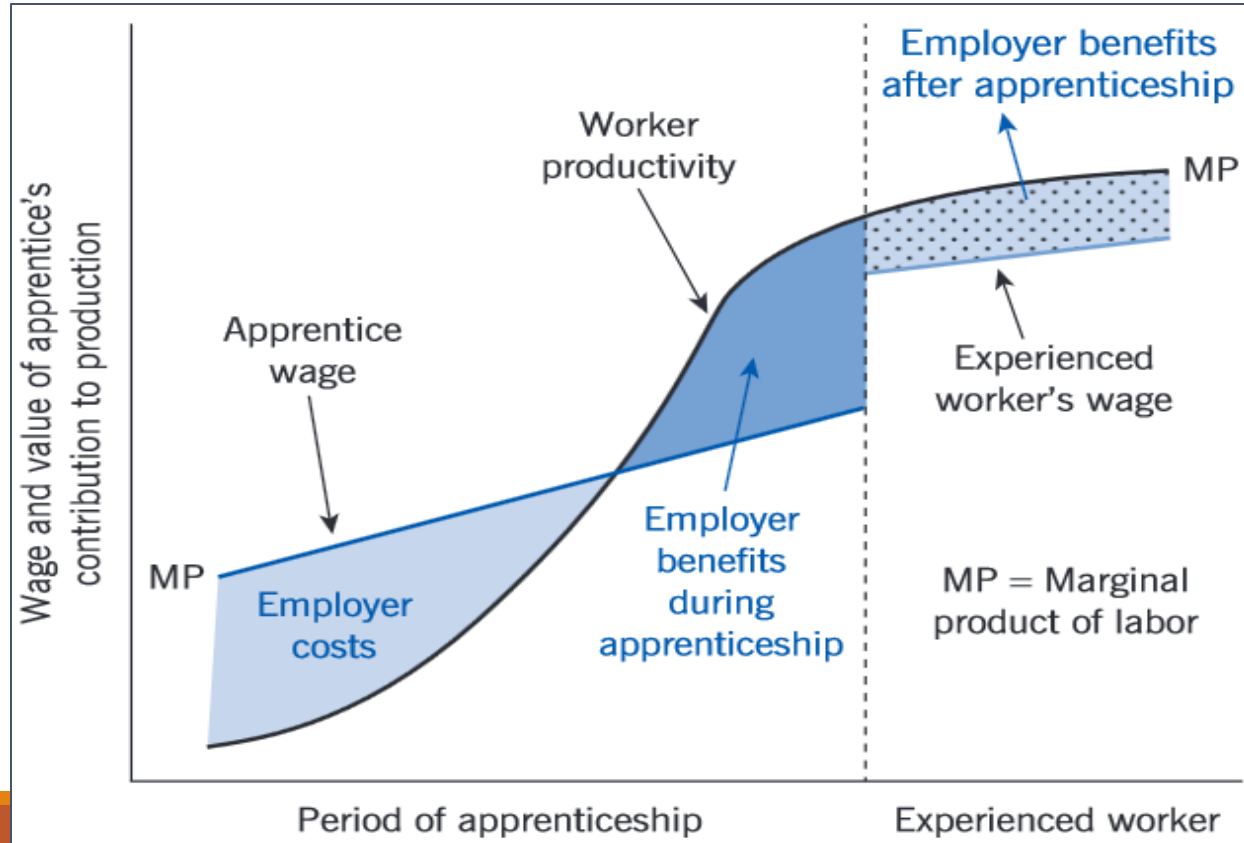 Wage and value of apprentice's
contribution to production
Employer benefits
after apprenticeship
Worker
productivity
MP
Apprentice
wage
Experienced
worker's wage
MP
Employer
costs
Employer
benefits
during
apprenticeship
MP = Marginal
product of labor
Period of apprenticeship
Experienced worker